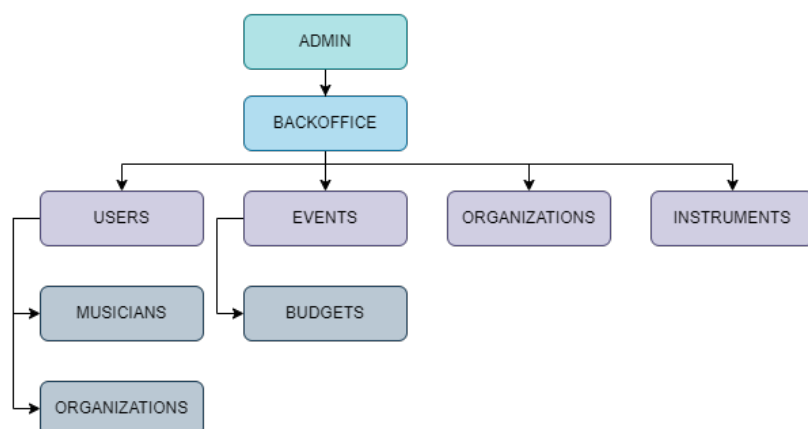 ADMIN
BACKOFFICE
USERS
EVENTS
ORGANIZATIONS
INSTRUMENTS
MUSICIANS
BUDGETS
ORGANIZATIONS